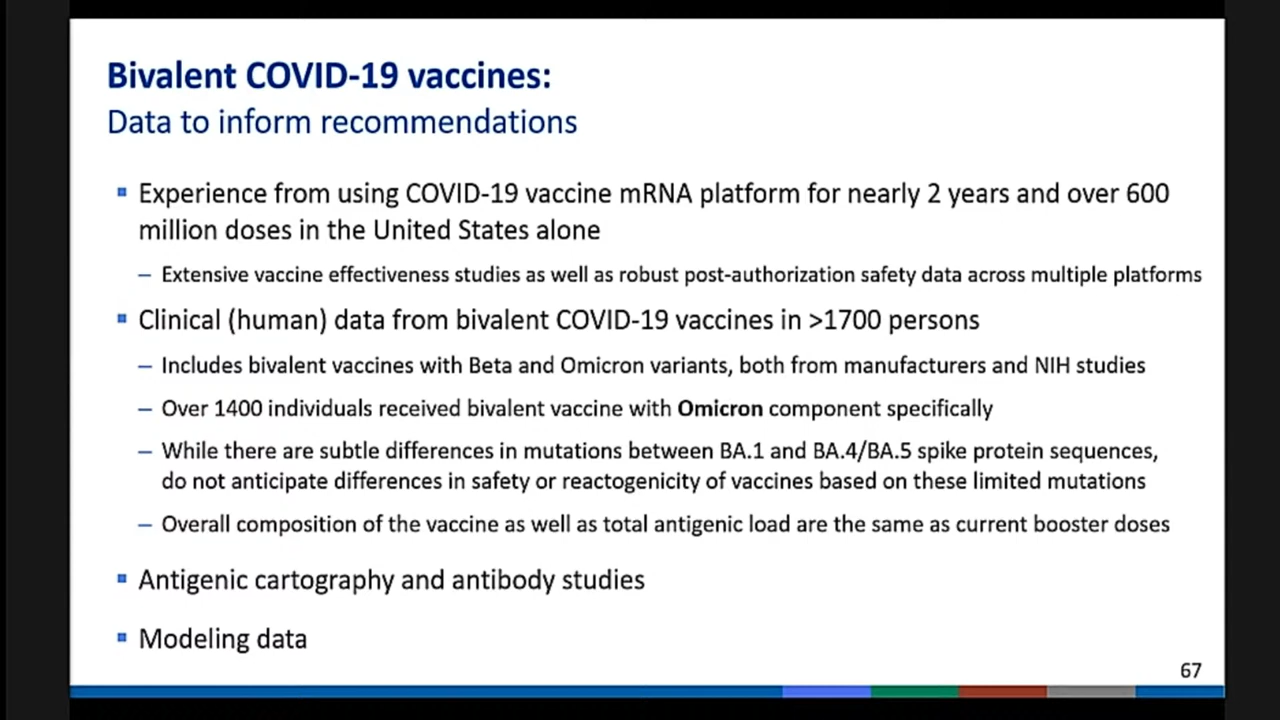 Bivalent COVID-19 vaccines:
Data to inform recommendations
Experience from using COVID-19 vaccine mRNA platform for nearly 2 years and over 600
million doses in the United States alone
– Extensive vaccine effectiveness studies as well as robust post-authorization safety data across multiple platforms
Clinical (human) data from bivalent COVID-19 vaccines in >1700 persons
– Includes bivalent vaccines with Beta and Omicron variants, both from manufacturers and NIH studies
– Over 1400 individuals received bivalent vaccine with Omicron component specifically
– While there are subtle differences in mutations between BA.1 and BA.4/BA.5 spike protein sequences,
do not anticipate differences in safety or reactogenicity of vaccines based on these limited mutations
– Overall composition of the vaccine as well as total antigenic load are the same as current booster doses
Antigenic cartography and antibody studies
Modeling data
67